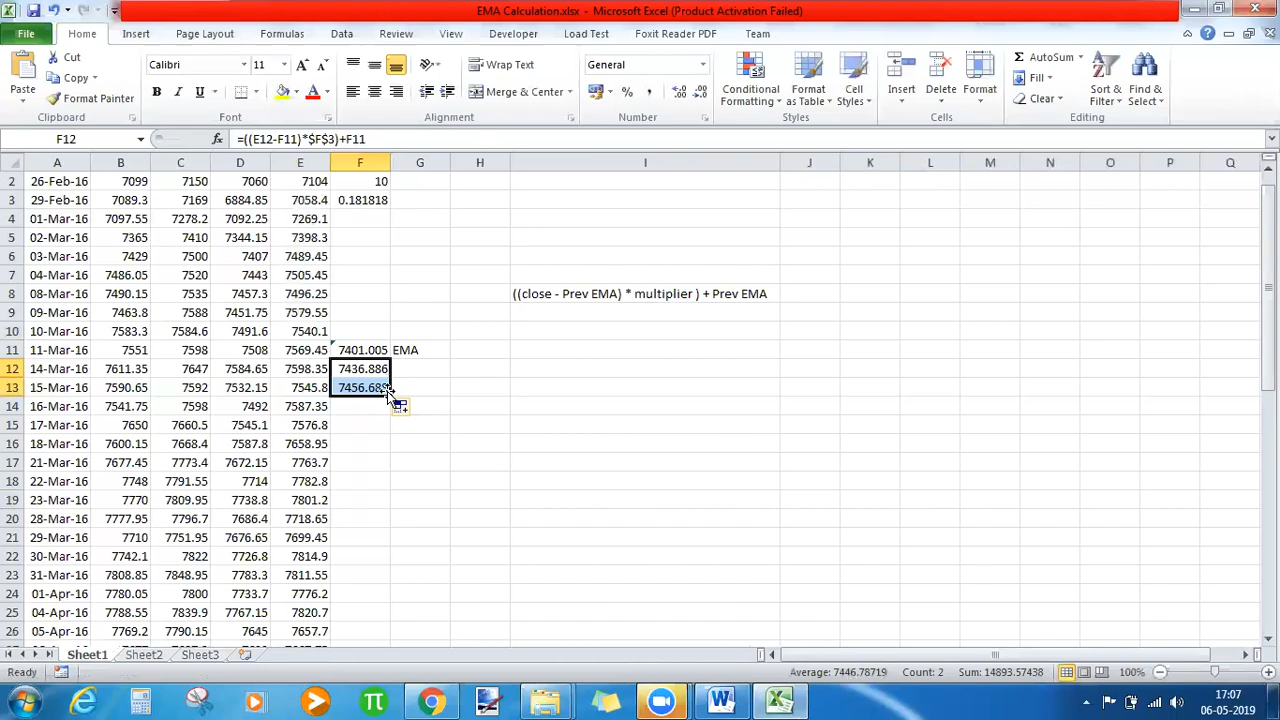 EMA Calculation.xlsx - Microsoft Excel (Product Activation Failed)
File Home Insert Page Layout Formulas Data Review View Developer Load Test Foxit Reader PDF Team
Cut
Copy
Format Painter
Paste
Calibri 11
B I U
Wrap Text
Merge & Center
General
Conditional Formatting
Format as Table
Cell Styles
Insert Delete Format
AutoSum
Fill
Clear
Sort & Filter
Find & Select
Clipboard Font Alignment Number Styles Cells Editing
F12 fx =((E12-F11)*$F$3)+F11
A B C D E F G H I J K L M N O P Q
2 26-Feb-16 7099 7150 7060 7104 10
3 29-Feb-16 7089.3 7169 6884.85 7058.4 0.181818
4 01-Mar-16 7097.55 7278.2 7092.25 7269.1
5 02-Mar-16 7365 7410 7344.15 7398.3
6 03-Mar-16 7429 7500 7407 7489.45
7 04-Mar-16 7486.05 7520 7443 7505.45
8 08-Mar-16 7490.15 7535 7457.3 7496.25 ((close - Prev EMA) * multiplier ) + Prev EMA
9 09-Mar-16 7463.8 7588 7451.75 7579.55
10 10-Mar-16 7583.3 7584.6 7491.6 7540.1
11 11-Mar-16 7551 7598 7508 7569.45 7401.005 EMA
12 14-Mar-16 7611.35 7647 7584.65 7598.35 7436.886
13 15-Mar-16 7590.65 7592 7532.15 7545.8
14 16-Mar-16 7541.75 7598 7492 7587.35
15 17-Mar-16 7650 7660.5 7545.1 7576.8
16 18-Mar-16 7600.15 7668.4 7587.8 7658.95
17 21-Mar-16 7677.45 7773.4 7672.15 7763.7
18 22-Mar-16 7748 7791.55 7714 7782.8
19 23-Mar-16 7770 7809.95 7738.8 7801.2
20 28-Mar-16 7777.95 7796.7 7686.4 7718.65
21 29-Mar-16 7710 7751.95 7676.65 7699.45
22 30-Mar-16 7742.1 7822 7726.8 7814.9
23 31-Mar-16 7808.85 7848.95 7783.3 7811.55
24 01-Apr-16 7780.05 7800 7733.7 7776.2
25 04-Apr-16 7788.55 7839.9 7767.15 7820.7
26 05-Apr-16 7769.2 7790.15 7645 7657.7
Sheet1 Sheet2 Sheet3
Ready Average: 7446.78719 Count: 2 Sum: 14893.57438 100%
17:07
06-05-2019